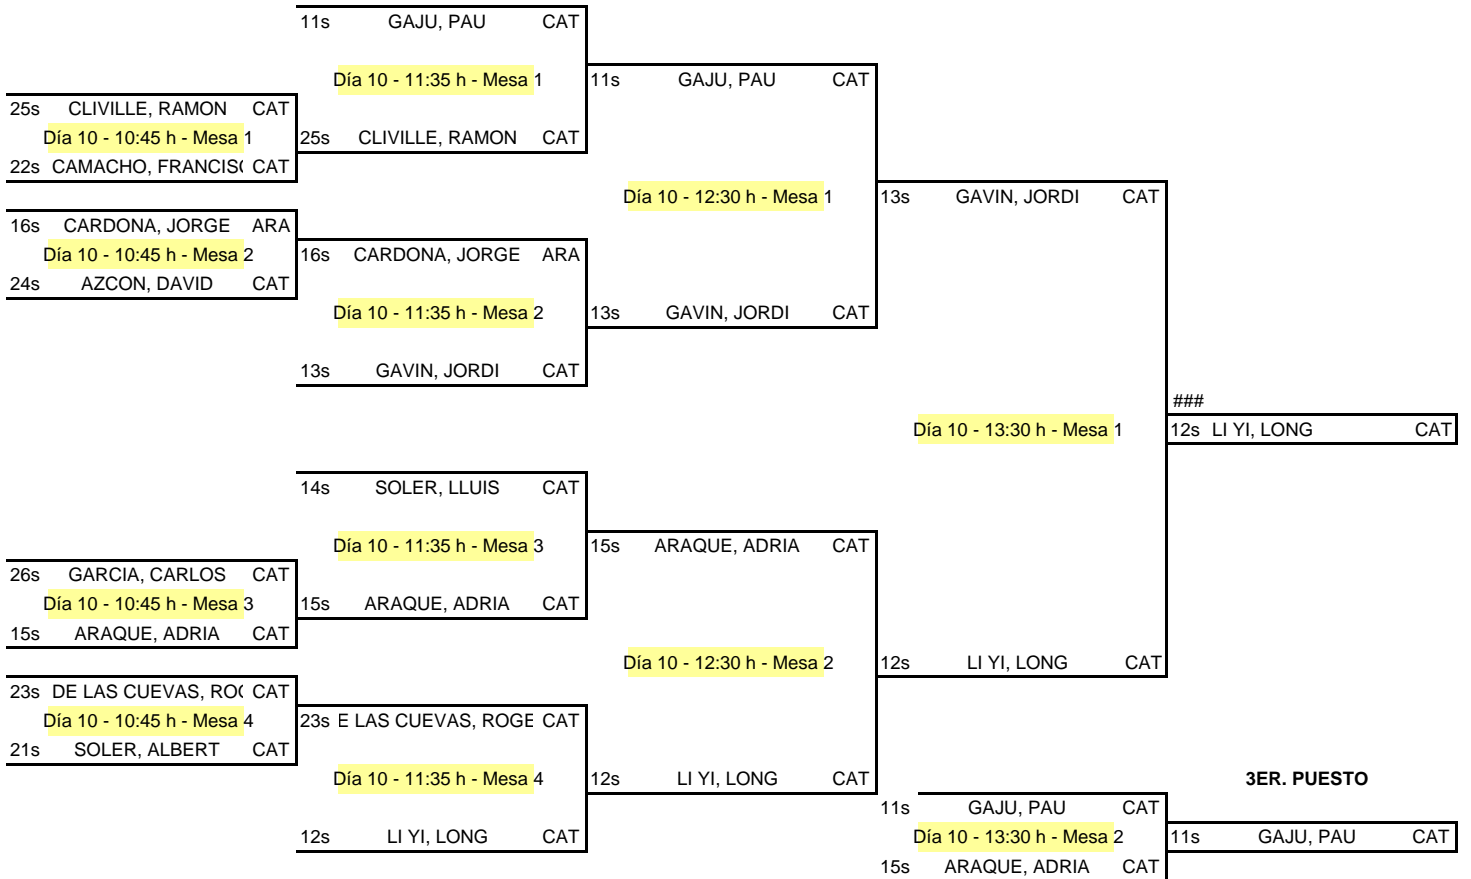 11s GAJU, PAU CAT
Día 10 - 11:35 h - Mesa 1
11s GAJU, PAU CAT
25s CLIVILLE, RAMON CAT
Día 10 - 10:45 h - Mesa 1
25s CLIVILLE, RAMON CAT
22s CAMACHO, FRANCISC CAT
Día 10 - 12:30 h - Mesa 1
13s GAVIN, JORDI CAT
16s CARDONA, JORGE ARA
Día 10 - 10:45 h - Mesa 2
16s CARDONA, JORGE ARA
24s AZCON, DAVID CAT
Día 10 - 11:35 h - Mesa 2
13s GAVIN, JORDI CAT
13s GAVIN, JORDI CAT
###
Día 10 - 13:30 h - Mesa 1
12s LI YI, LONG CAT
14s SOLER, LLUIS CAT
Día 10 - 11:35 h - Mesa 3
15s ARAQUE, ADRIA CAT
26s GARCIA, CARLOS CAT
Día 10 - 10:45 h - Mesa 3
15s ARAQUE, ADRIA CAT
15s ARAQUE, ADRIA CAT
Día 10 - 12:30 h - Mesa 2
12s LI YI, LONG CAT
23s DE LAS CUEVAS, ROG CAT
Día 10 - 10:45 h - Mesa 4
23s E LAS CUEVAS, ROGE CAT
21s SOLER, ALBERT CAT
Día 10 - 11:35 h - Mesa 4
12s LI YI, LONG CAT
3ER. PUESTO
11s GAJU, PAU CAT
12s LI YI, LONG CAT
Día 10 - 13:30 h - Mesa 2
11s GAJU, PAU CAT
15s ARAQUE, ADRIA CAT